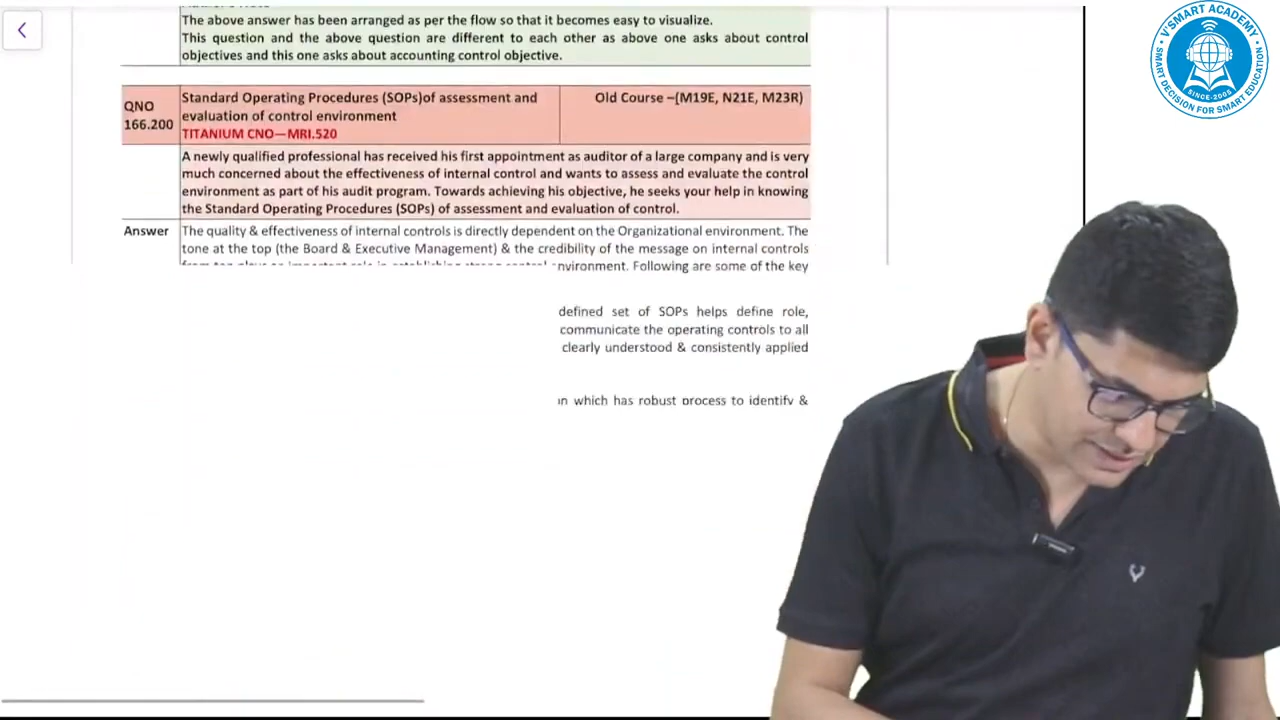 The above answer has been arranged as per the flow so that it becomes easy to visualize.
This question and the above question are different to each other as above one asks about control
objectives and this one asks about accounting control objective.
QNO
166.200
Standard Operating Procedures (SOPs)of assessment and
evaluation of control environment
TITANIUM CNO—MRI.520
Old Course –(M19E, N21E, M23R)
A newly qualified professional has received his first appointment as auditor of a large company and is very
much concerned about the effectiveness of internal control and wants to assess and evaluate the control
environment as part of his audit program. Towards achieving his objective, he seeks your help in knowing
the Standard Operating Procedures (SOPs) of assessment and evaluation of control.
Answer
The quality & effectiveness of internal controls is directly dependent on the Organizational environment. The
tone at the top (the Board & Executive Management) & the credibility of the message on internal controls
nvironment. Following are some of the key
defined set of SOPs helps define role,
communicate the operating controls to all
clearly understood & consistently applied
which has robust process to identify &
V'SMART ACADEMY
SMART DECISION FOR SMART EDUCATION
SINCE-2005